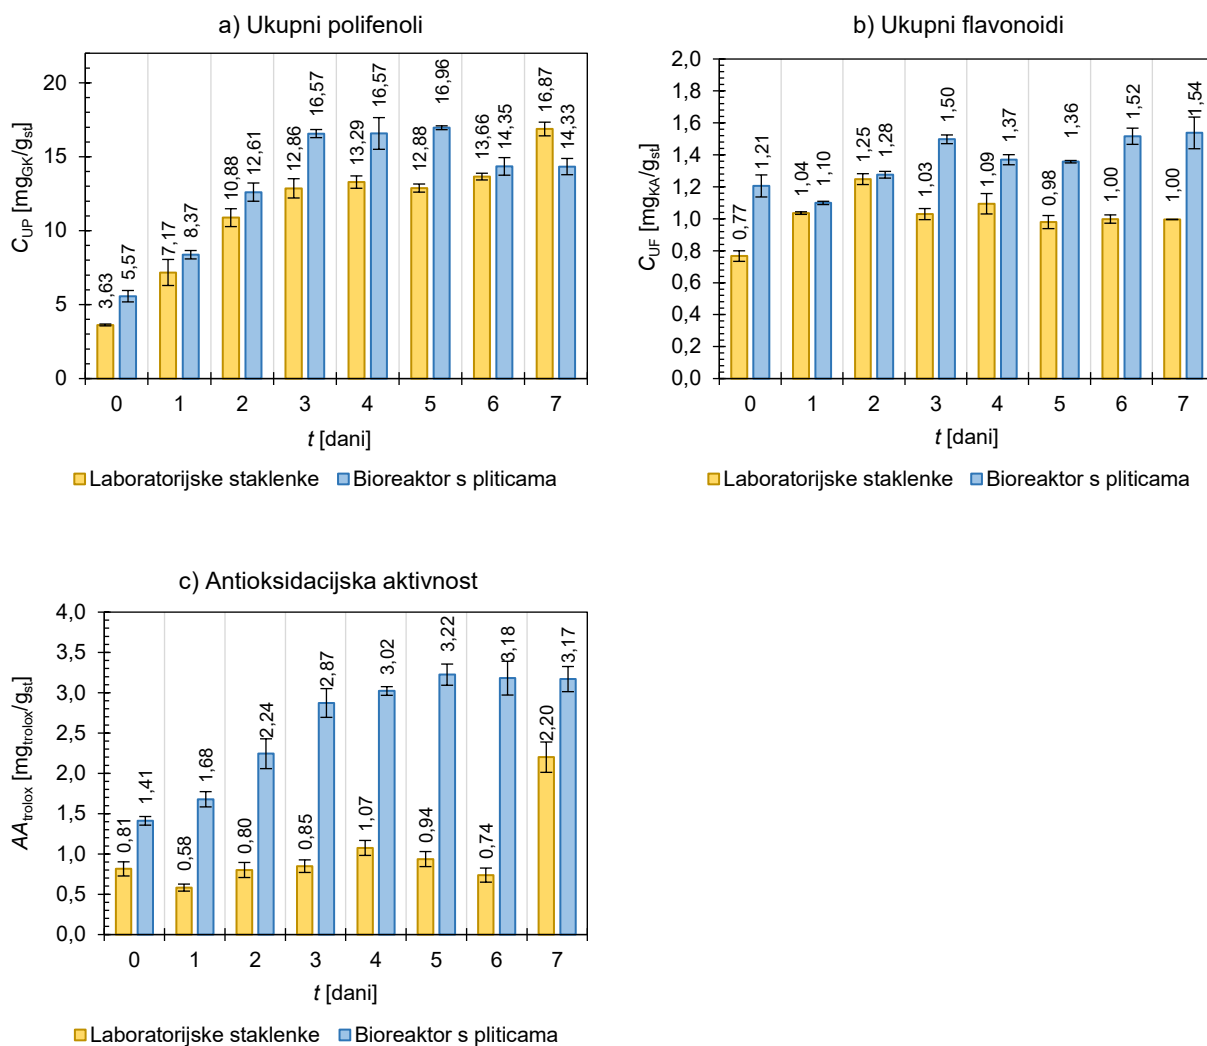 a) Ukupni polifenoli
C_UP [mg_GK/g_st]
20
15
10
5
0
3,63 5,57 7,17 8,37 10,88 12,61 12,86 16,57 13,29 16,57 12,88 16,96 13,66 14,35 16,87 14,33
0 1 2 3 4 5 6 7
t [dani]
Laboratorijske staklenke Bioreaktor s pliticama
b) Ukupni flavonoidi
C_UF [mg_KA/g_st]
2,0
1,8
1,6
1,4
1,2
1,0
0,8
0,6
0,4
0,2
0,0
0,77 1,21 1,04 1,10 1,25 1,28 1,03 1,50 1,09 1,37 0,98 1,36 1,00 1,52 1,00 1,54
0 1 2 3 4 5 6 7
t [dani]
Laboratorijske staklenke Bioreaktor s pliticama
c) Antioksidacijska aktivnost
AA_trolox [mg_trolox/g_st]
4,0
3,5
3,0
2,5
2,0
1,5
1,0
0,5
0,0
0,81 1,41 0,58 1,68 0,80 2,24 0,85 2,87 1,07 3,02 0,94 3,22 0,74 3,18 2,20 3,17
0 1 2 3 4 5 6 7
t [dani]
Laboratorijske staklenke Bioreaktor s pliticama